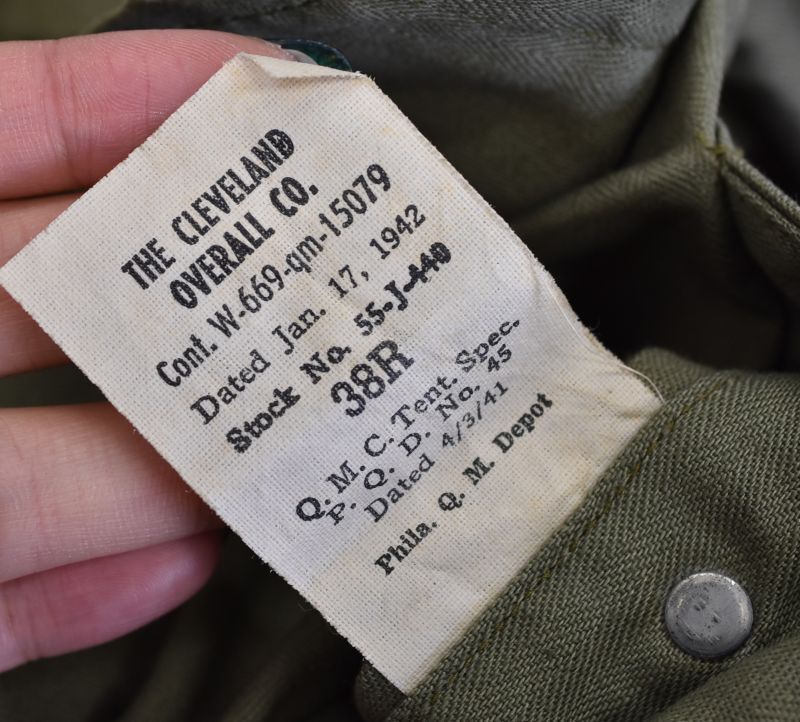 THE CLEVELAND
OVERALL CO.
Cont. W-669-qm-15079
Dated Jan. 17, 1942
Stock No. 55-J-440
38R
Q. M. C. Tent. Spec.
P. Q. D. No. 45
Dated 4/3/41
Phila. Q. M. Depot